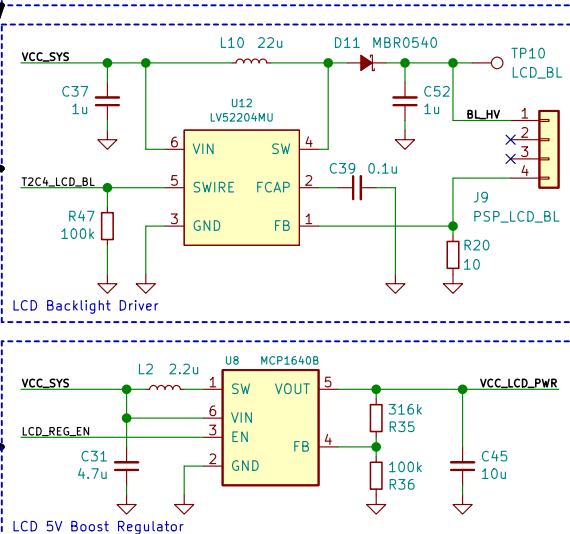 L10 22u
D11 MBR0540
TP10
LCD_BL
VCC_SYS
C37
1u
U12
LV52204MU
C52
1u
BL_HV
1
2
3
4
6 VIN
SW 4
C39 0.1u
T2C4_LCD_BL
5 SWIRE
FCAP 2
J9
PSP_LCD_BL
R47
100k
3 GND
FB 1
R20
10
LCD Backlight Driver
L2 2.2u
U8 MCP1640B
VCC_SYS
1 SW
VOUT 5
VCC_LCD_PWR
6 VIN
316k
R35
LCD_REG_EN
3 EN
FB 4
C31
4.7u
2 GND
100k
R36
C45
10u
LCD 5V Boost Regulator